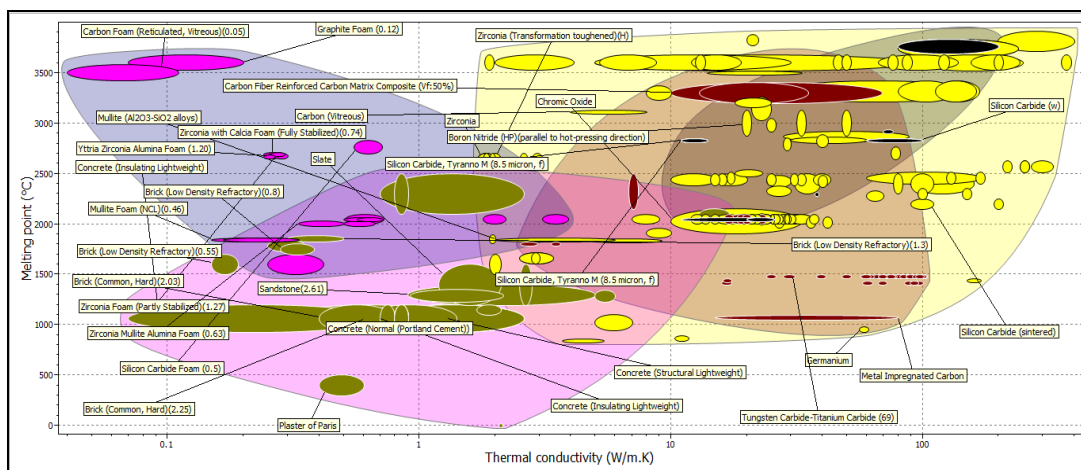 Carbon Foam (Reticulated, Vitreous)(0.05)
Graphite Foam (0.12)
Zirconia (Transformation toughened)(H)
Carbon Fiber Reinforced Carbon Matrix Composite (Vf:50%)
Chromic Oxide
Silicon Carbide (w)
Mullite (Al2O3-SiO2 alloys)
Carbon (Vitreous)
Zirconia
Zirconia with Calcia Foam (Fully Stabilized)(0.74)
Boron Nitride (HP)(parallel to hot-pressing direction)
Yttria Zirconia Alumina Foam (1.20)
Slate
Silicon Carbide, Tyranno M (8.5 micron, f)
Concrete (Insulating Lightweight)
Brick (Low Density Refractory)(0.8)
Mullite Foam (NCL)(0.46)
Brick (Low Density Refractory)(1.3)
Brick (Low Density Refractory)(0.55)
Brick (Common, Hard)(2.03)
Sandstone(2.61)
Silicon Carbide, Tyranno M (8.5 micron, f)
Zirconia Foam (Partly Stabilized)(1.27)
Zirconia Mullite Alumina Foam (0.63)
Concrete (Normal (Portland Cement))
Silicon Carbide (sintered)
Germanium
Silicon Carbide Foam (0.5)
Concrete (Structural Lightweight)
Metal Impregnated Carbon
Brick (Common, Hard)(2.25)
Concrete (Insulating Lightweight)
Plaster of Paris
Tungsten Carbide-Titanium Carbide (69)
Melting point (°C)
3500
3000
2500
2000
1500
1000
500
0
0.1
1
10
100
Thermal conductivity (W/m.K)